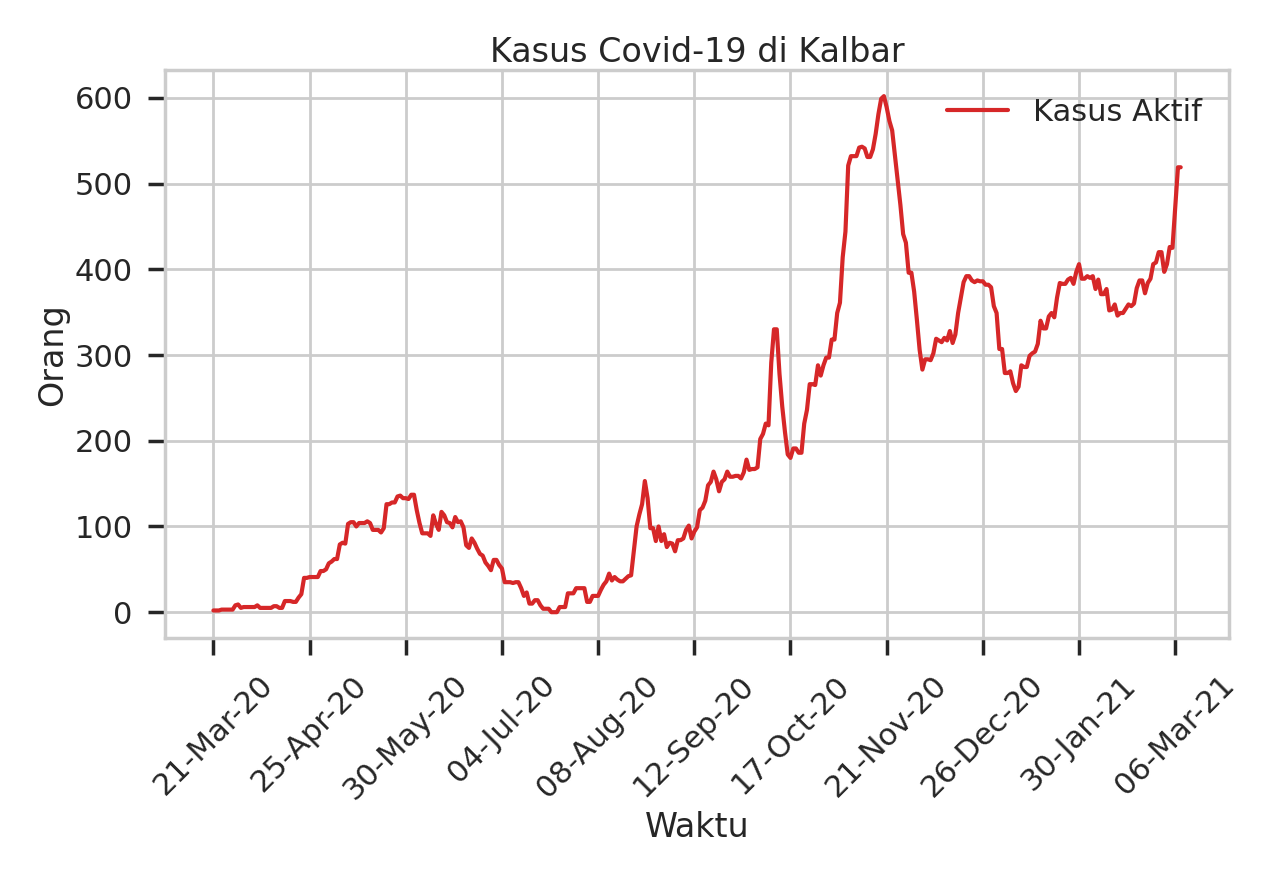 Kasus Covid-19 di Kalbar
Kasus Aktif
Orang
600
500
400
300
200
100
0
21-Mar-20
25-Apr-20
30-May-20
04-Jul-20
08-Aug-20
12-Sep-20
17-Oct-20
21-Nov-20
26-Dec-20
30-Jan-21
06-Mar-21
Waktu